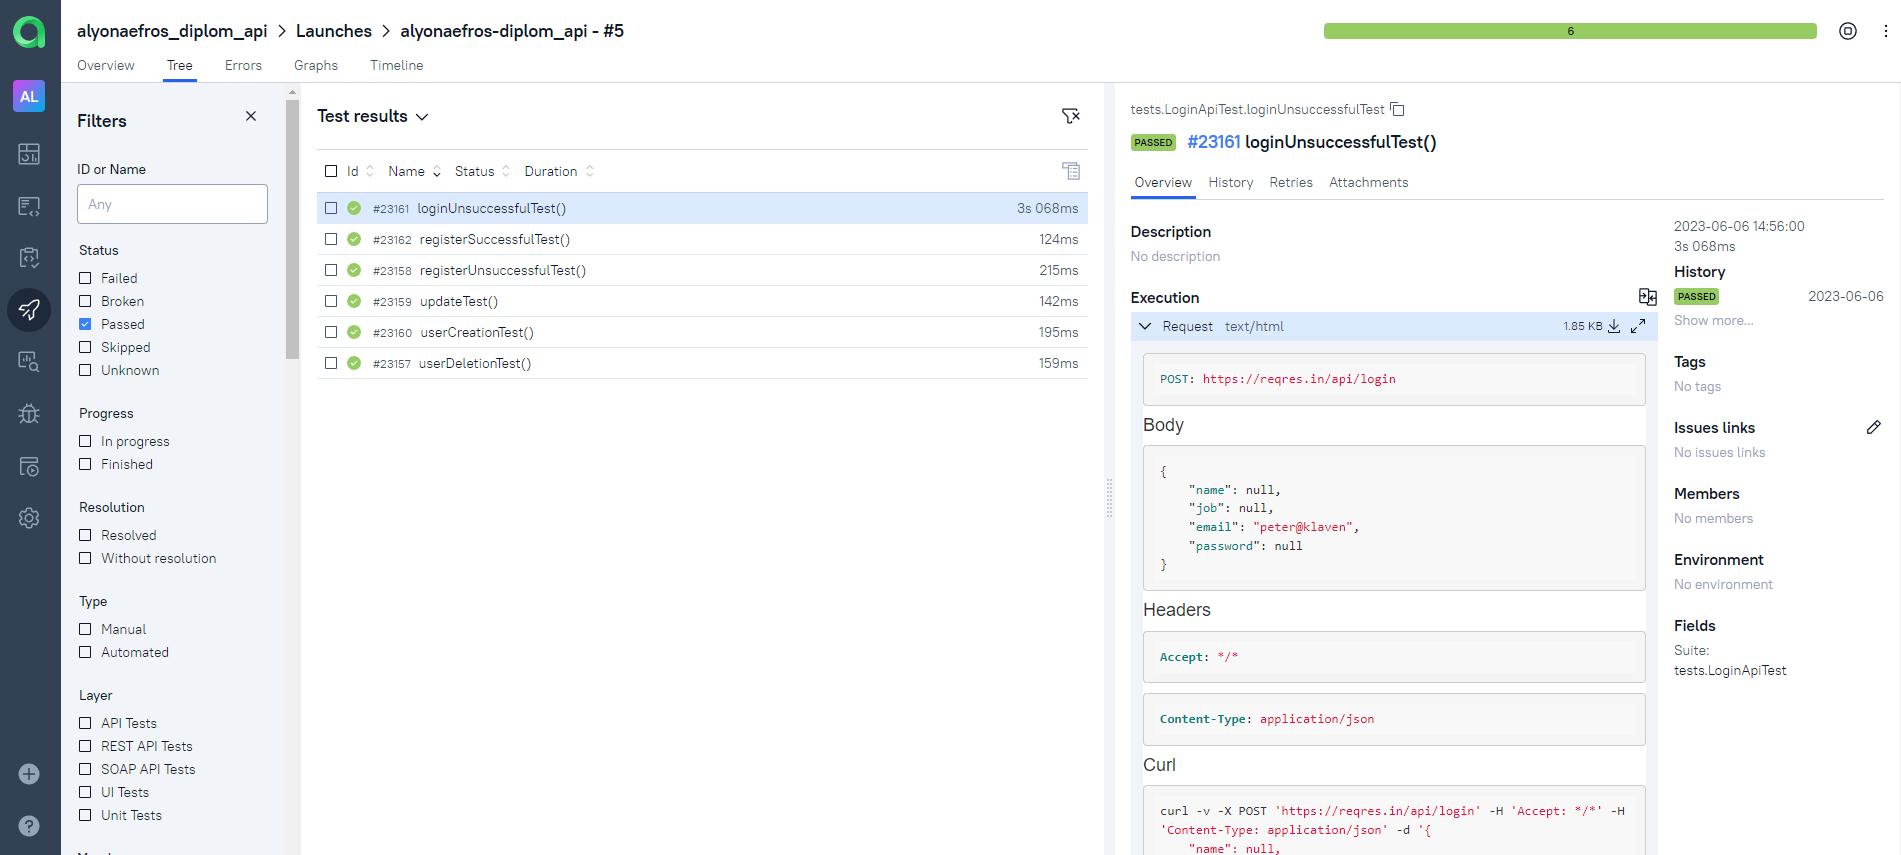 alyonaefros_diplom_api > Launches > alyonaefros-diplom_api - #5
6
Overview Tree Errors Graphs Timeline
AL
Filters
ID or Name
Any
Status
Failed
Broken
Passed
Skipped
Unknown
Progress
In progress
Finished
Resolution
Resolved
Without resolution
Type
Manual
Automated
Layer
API Tests
REST API Tests
SOAP API Tests
UI Tests
Unit Tests
Test results
Id Name Status Duration
#23161 loginUnsuccessfulTest() 3s 068ms
#23162 registerSuccessfulTest() 124ms
#23158 registerUnsuccessfulTest() 215ms
#23159 updateTest() 142ms
#23160 userCreationTest() 195ms
#23157 userDeletionTest() 159ms
tests.LoginApiTest.loginUnsuccessfulTest
PASSED #23161 loginUnsuccessfulTest()
Overview History Retries Attachments
Description
No description
Execution
Request text/html 1.85 KB
POST: https://reqres.in/api/login
Body
{
"name": null,
"job": null,
"email": "peter@klaven",
"password": null
}
Headers
Accept: */*
Content-Type: application/json
Curl
curl -v -X POST 'https://reqres.in/api/login' -H 'Accept: */*' -H
'Content-Type: application/json' -d '{
"name": null,
2023-06-06 14:56:00
3s 068ms
History
PASSED 2023-06-06
Show more...
Tags
No tags
Issues links
No issues links
Members
No members
Environment
No environment
Fields
Suite:
tests.LoginApiTest